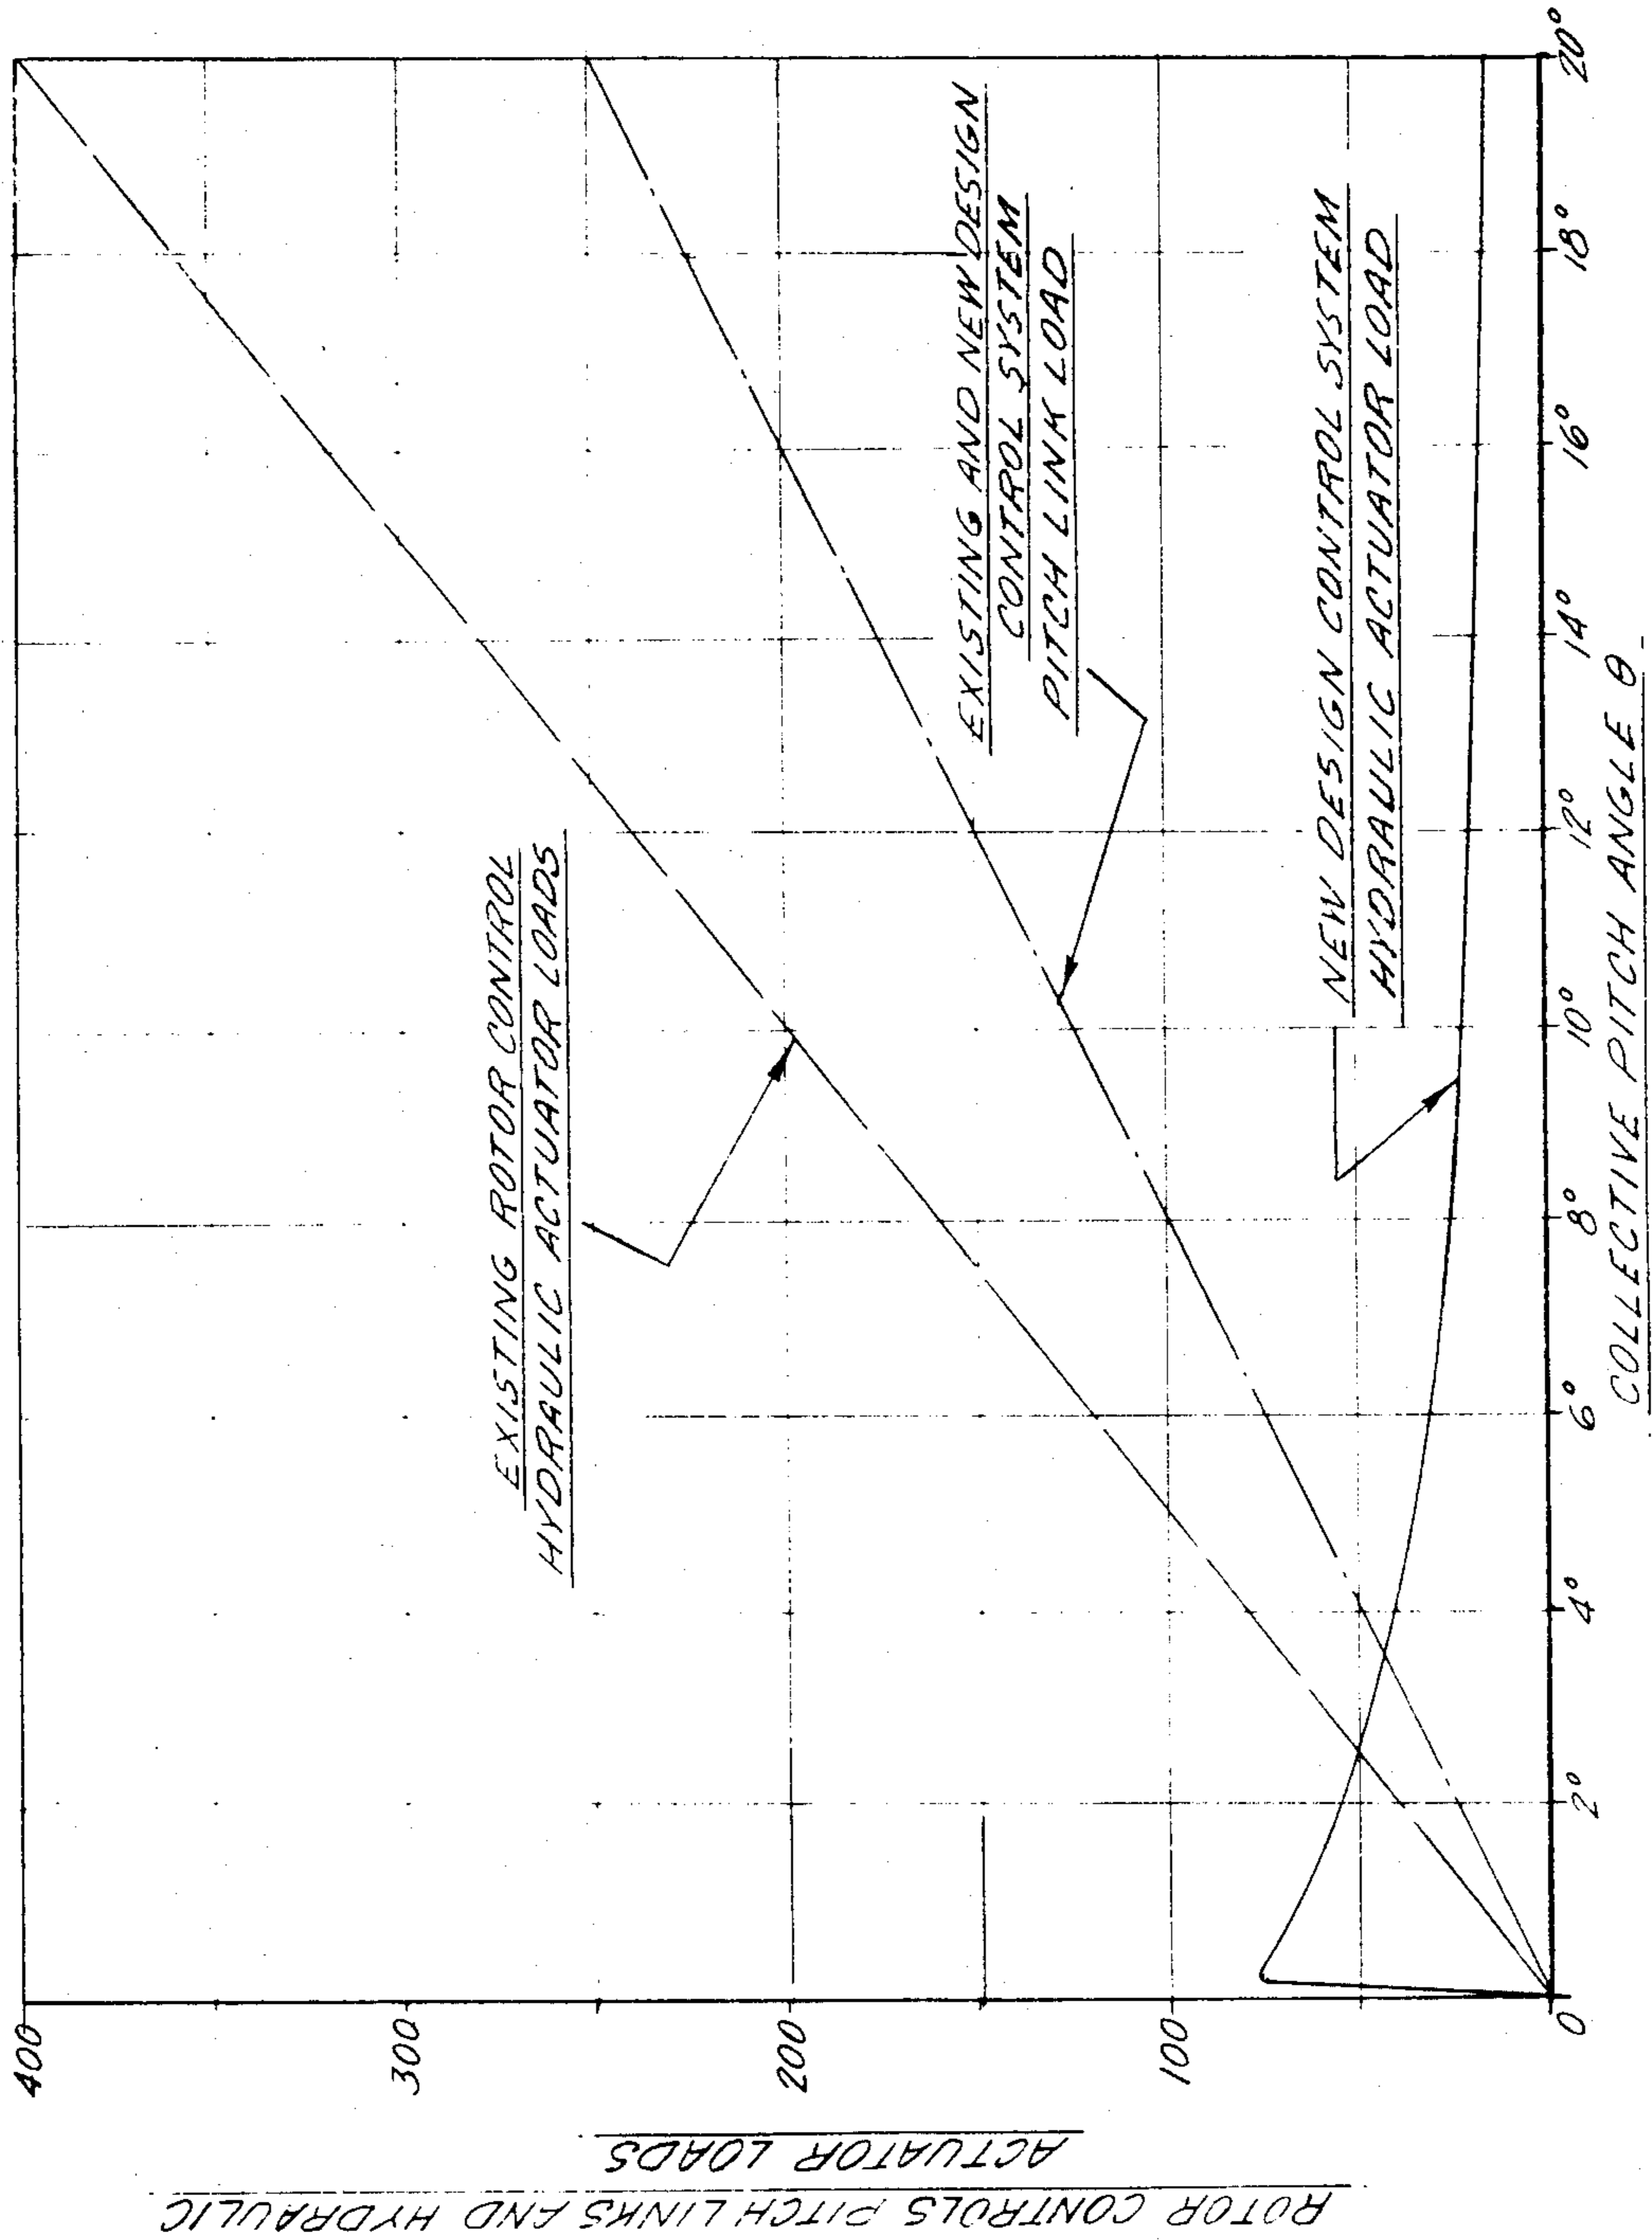 ROTOR CONTROLS PITCH LINKS AND HYDRAULIC
ACTUATOR LOADS
400
300
200
100
0
EXISTING ROTOR CONTROL
HYDRAULIC ACTUATOR LOADS
EXISTING AND NEW DESIGN
CONTROL SYSTEM
PITCH LINK LOAD
NEW DESIGN CONTROL SYSTEM
HYDRAULIC ACTUATOR LOAD
2° 4° 6° 8° 10° 12° 14° 16° 18° 20°
COLLECTIVE PITCH ANGLE θ